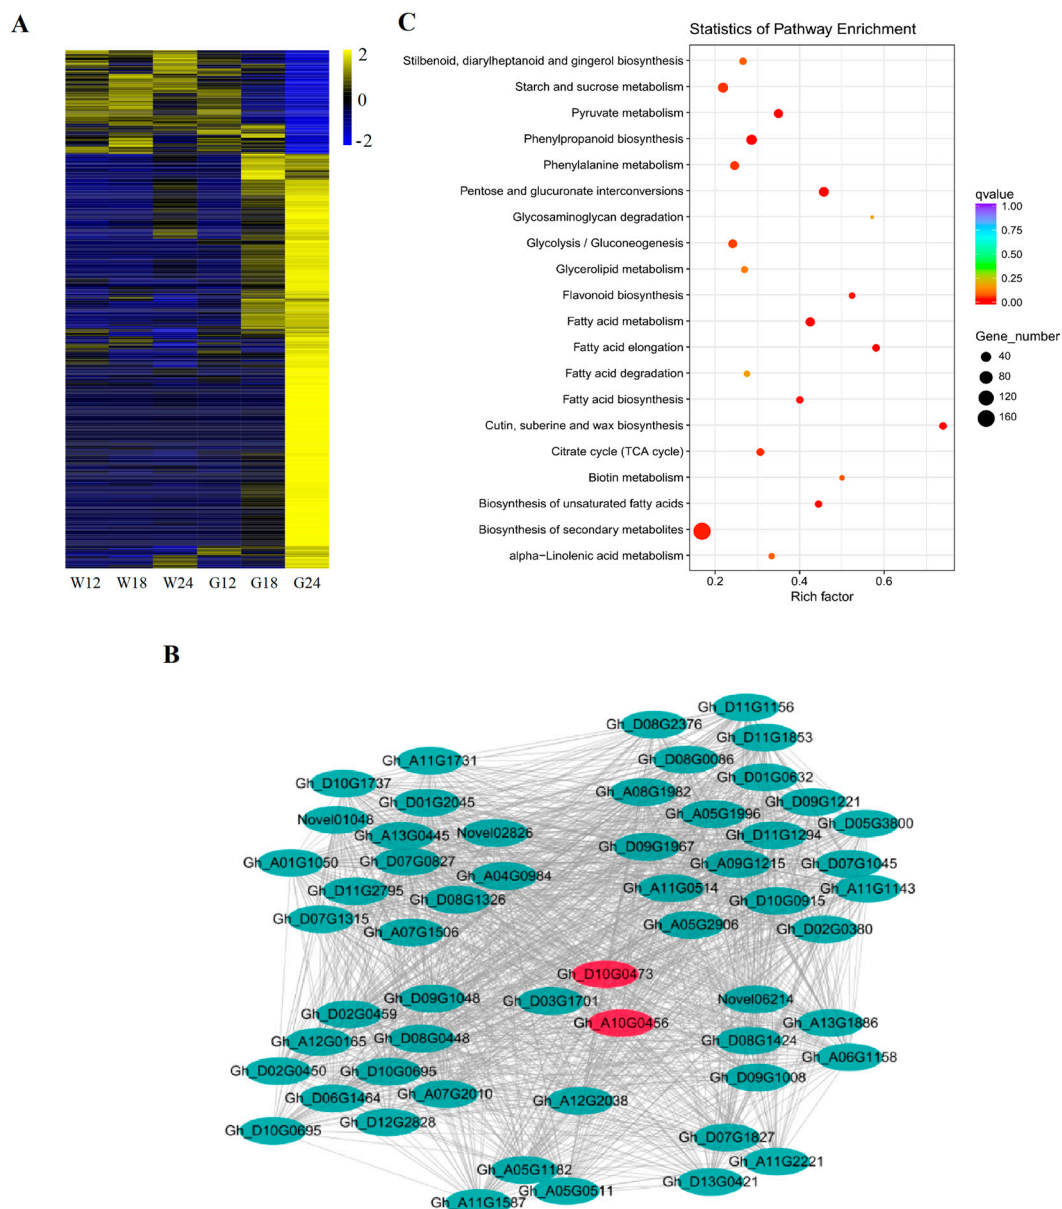 A
2
0
-2
W12 W18 W24 G12 G18 G24
C
Statistics of Pathway Enrichment
Stilbenoid, diarylheptanoid and gingerol biosynthesis
Starch and sucrose metabolism
Pyruvate metabolism
Phenylpropanoid biosynthesis
Phenylalanine metabolism
Pentose and glucuronate interconversions
Glycosaminoglycan degradation
Glycolysis / Gluconeogenesis
Glycerolipid metabolism
Flavonoid biosynthesis
Fatty acid metabolism
Fatty acid elongation
Fatty acid degradation
Fatty acid biosynthesis
Cutin, suberine and wax biosynthesis
Citrate cycle (TCA cycle)
Biotin metabolism
Biosynthesis of unsaturated fatty acids
Biosynthesis of secondary metabolites
alpha-Linolenic acid metabolism
0.2 0.4 0.6
Rich factor
qvalue
1.00
0.75
0.50
0.25
0.00
Gene_number
40
80
120
160
B
Gh_D11G1156
Gh_D08G2376
Gh_D11G1853
Gh_A11G1731
Gh_D08G0086
Gh_D10G1737
Gh_D01G0632
Gh_A08G1982
Gh_D01G2045
Gh_D09G1221
Gh_A05G1996
Novel01048
Gh_D05G3800
Gh_A13G0445
Novel02826
Gh_D11G1294
Gh_D09G1967
Gh_A01G1050
Gh_D07G0827
Gh_A09G1215
Gh_D07G1045
Gh_A04G0984
Gh_D11G2795
Gh_A11G0514
Gh_A11G1143
Gh_D08G1326
Gh_D10G0915
Gh_D07G1315
Gh_A07G1506
Gh_A05G2906
Gh_D02G0380
Gh_D10G0473
Gh_D09G1048
Gh_D03G1701
Novel06214
Gh_D02G0459
Gh_A10G0456
Gh_A13G1886
Gh_A12G0165
Gh_D08G0448
Gh_D08G1424
Gh_A06G1158
Gh_D02G0450
Gh_D10G0695
Gh_D09G1008
Gh_D06G1464
Gh_A07G2010
Gh_A12G2038
Gh_D10G0695
Gh_D12G2828
Gh_D07G1827
Gh_A05G1182
Gh_A11G2221
Gh_A05G0511
Gh_D13G0421
Gh_A11G1587